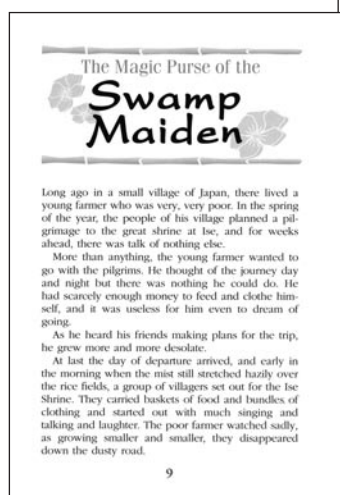 The Magic Purse of the
Swamp
Maiden
Long ago in a small village of Japan, there lived a
young farmer who was very, very poor. In the spring
of the year, the people of his village planned a pil-
grimage to the great shrine at Ise, and for weeks
ahead, there was talk of nothing else.
More than anything, the young farmer wanted to
go with the pilgrims. He thought of the journey day
and night but there was nothing he could do. He
had scarcely enough money to feed and clothe him-
self, and it was useless for him even to dream of
going.
As he heard his friends making plans for the trip,
he grew more and more desolate.
At last the day of departure arrived, and early in
the morning when the mist still stretched hazily over
the rice fields, a group of villagers set out for the Ise
Shrine. They carried baskets of food and bundles of
clothing and started out with much singing and
talking and laughter. The poor farmer watched sadly,
as growing smaller and smaller, they disappeared
down the dusty road.
9